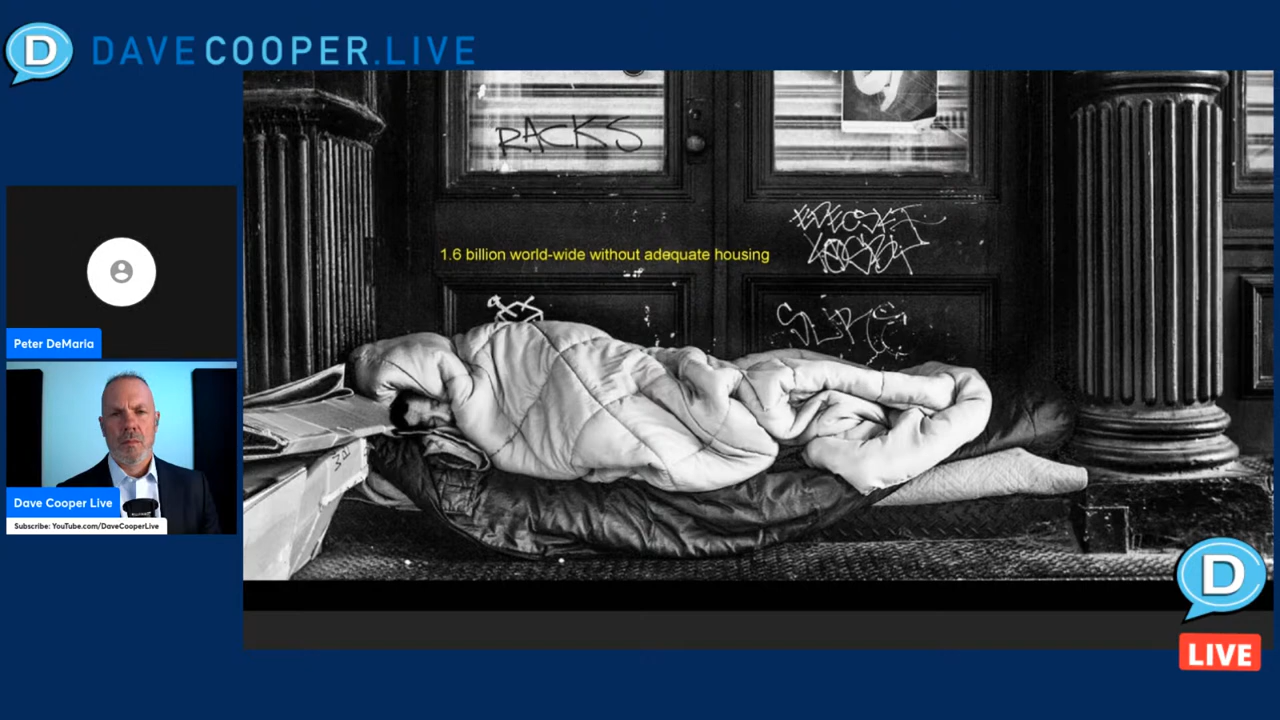 D
DAVECOOPER.LIVE
RACKS
1.6 billion world-wide without adequate housing
Peter DeMaria
Dave Cooper Live
Subscribe: YouTube.com/DaveCooperLive
D
LIVE